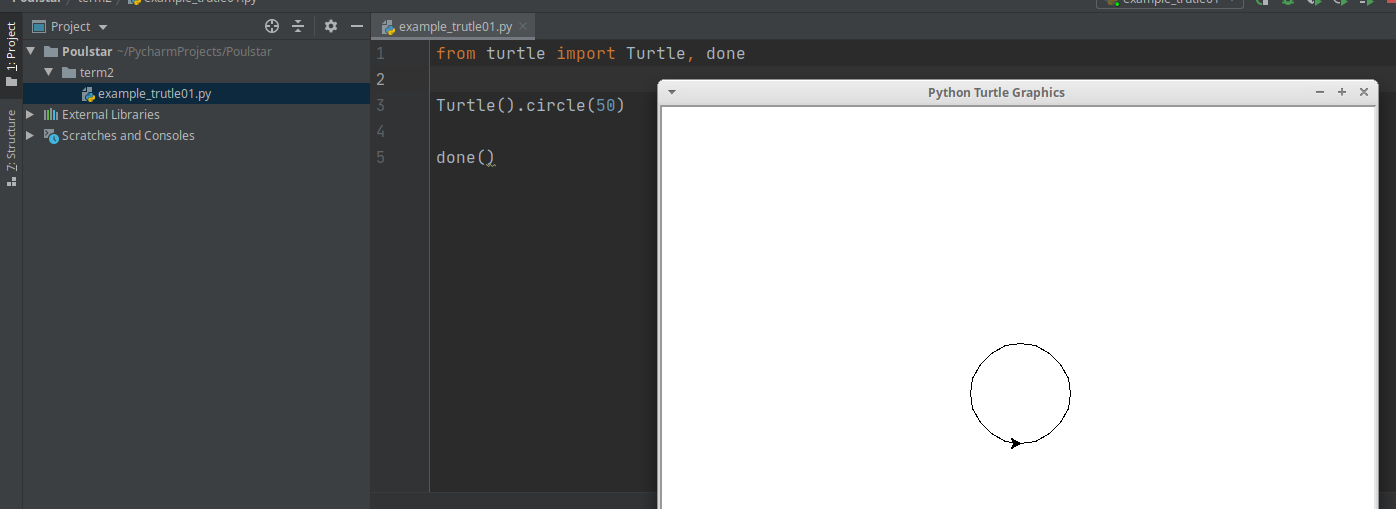 Poulstar term2 example_trutle01.py
example_trutle01
1: Project
7: Structure
Project
Poulstar ~/PycharmProjects/Poulstar
term2
example_trutle01.py
External Libraries
Scratches and Consoles
example_trutle01.py
1 from turtle import Turtle, done
2
3 Turtle().circle(50)
4
5 done()
Python Turtle Graphics